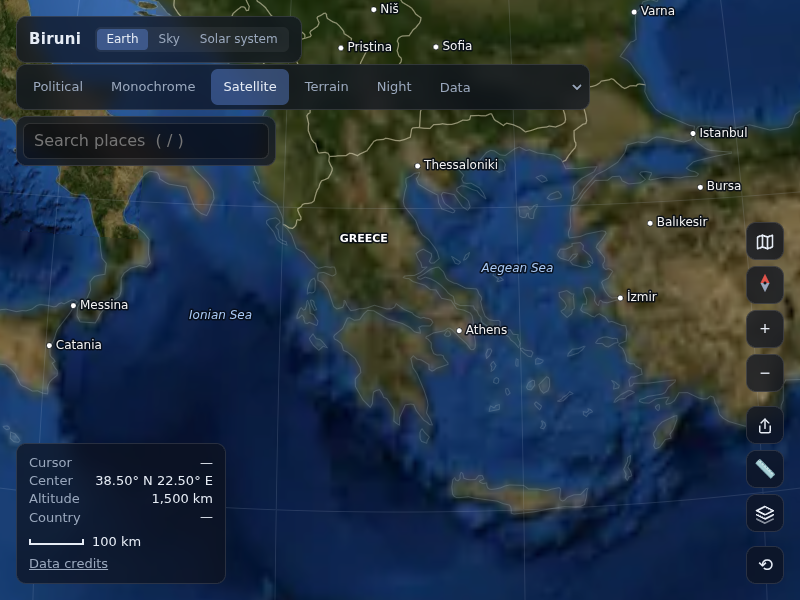 Niš
Varna
Biruni
Earth
Sky
Solar system
Pristina
Sofia
Political
Monochrome
Satellite
Terrain
Night
Data
Search places ( / )
Istanbul
Thessaloniki
Bursa
Balıkesir
GREECE
Aegean Sea
İzmir
Messina
Ionian Sea
Athens
Catania
+
−
Cursor —
Center 38.50° N 22.50° E
Altitude 1,500 km
Country —
100 km
Data credits